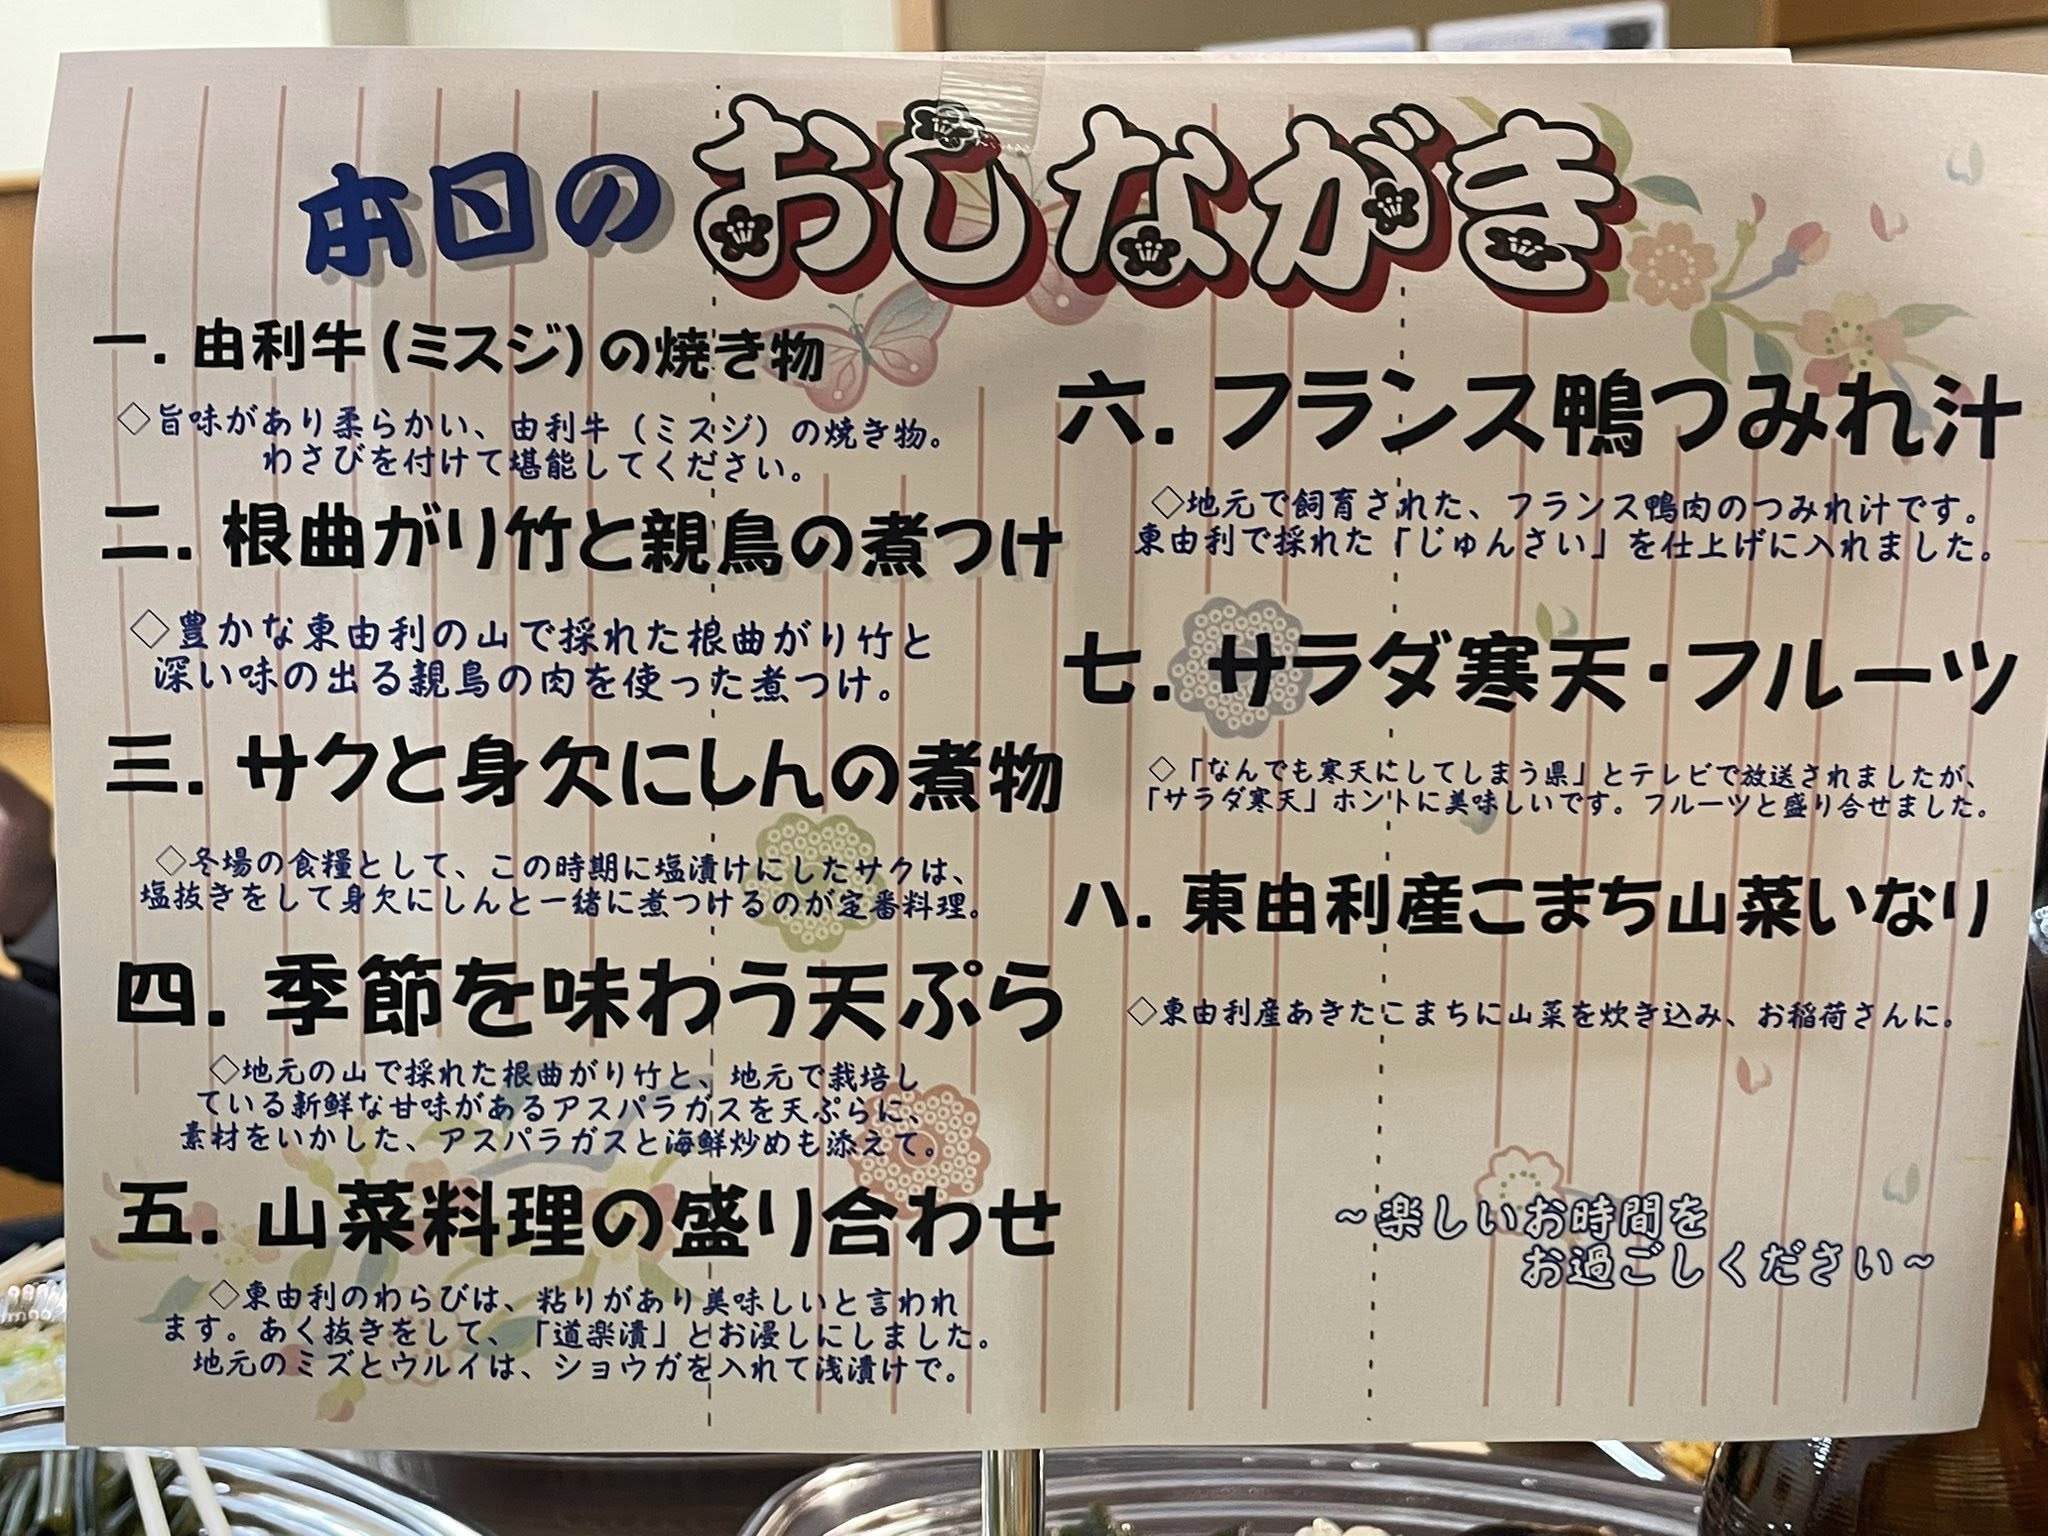 本日のおしながき
一. 由利牛(ミスジ)の焼き物
◇旨味があり柔らかい、由利牛（ミスジ）の焼き物。
わさびを付けて堪能してください。
二. 根曲がり竹と親鳥の煮つけ
◇豊かな東由利の山で採れた根曲がり竹と
深い味の出る親鳥の肉を使った煮つけ。
三. サクと身欠にしんの煮物
◇冬場の食糧として、この時期に塩漬けにしたサクは、
塩抜きをして身欠にしんと一緒に煮つけるのが定番料理。
四. 季節を味わう天ぷら
◇地元の山で採れた根曲がり竹と、地元で栽培し
ている新鮮な甘味があるアスパラガスを天ぷらに、
素材をいかした、アスパラガスと海鮮炒めも添えて。
五. 山菜料理の盛り合わせ
◇東由利のわらびは、粘りがあり美味しいと言われ
ます。あく抜きをして、「道楽漬」とお浸しにしました。
地元のミズとウルイは、ショウガを入れて浅漬けで。
六. フランス鴨つみれ汁
◇地元で飼育された、フランス鴨肉のつみれ汁です。
東由利で採れた「じゅんさい」を仕上げに入れました。
七. サラダ寒天・フルーツ
◇「なんでも寒天にしてしまう県」とテレビで放送されましたが、
「サラダ寒天」ホントに美味しいです。フルーツと盛り合せました。
八. 東由利産こまち山菜いなり
◇東由利産あきたこまちに山菜を炊き込み、お稲荷さんに。
～楽しいお時間を
お過ごしください～